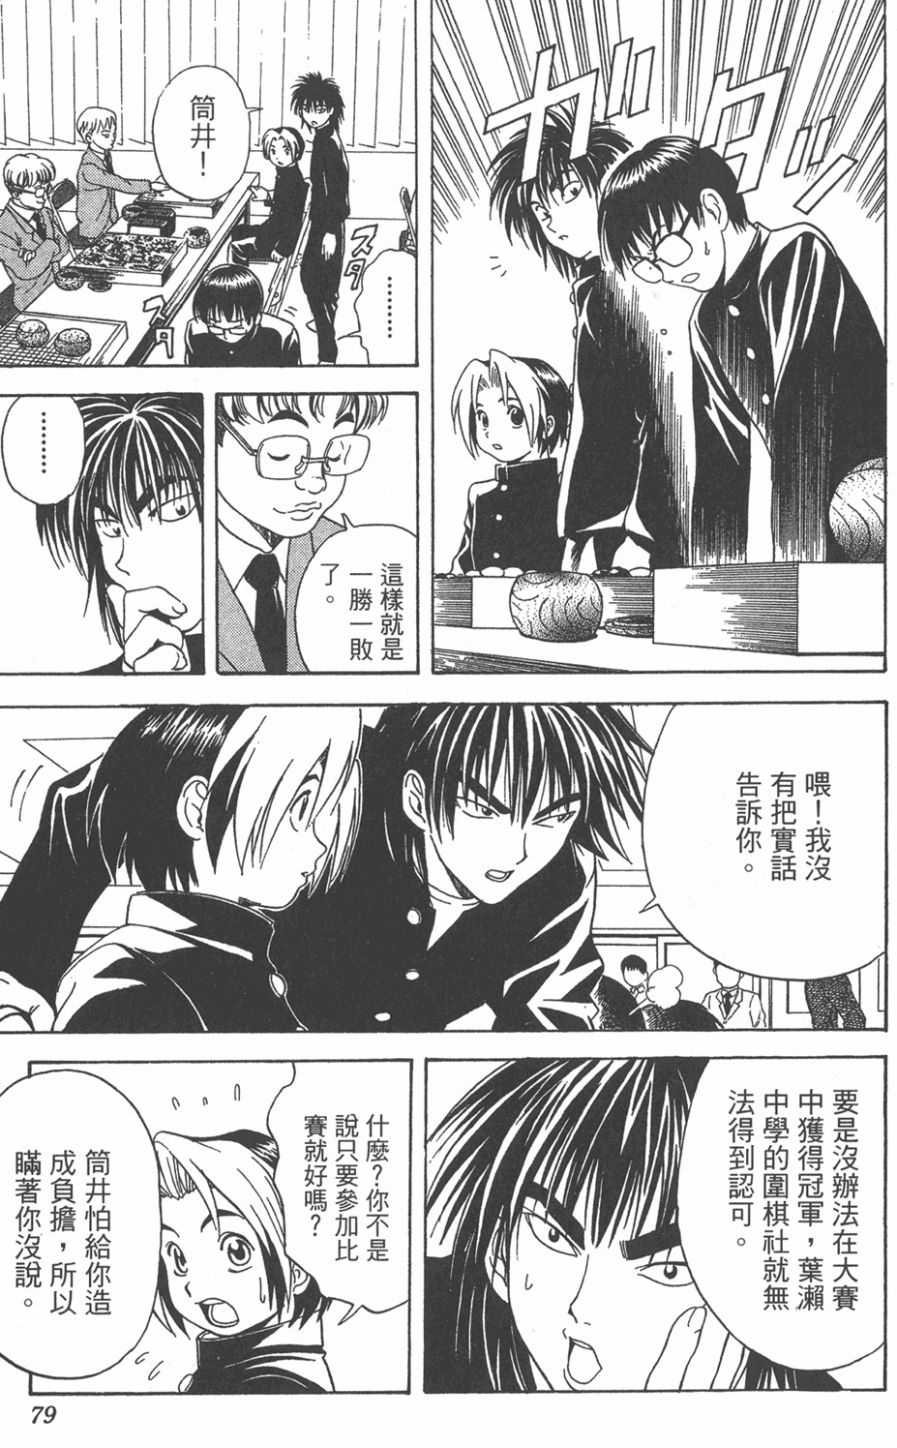 ガタッ
筒井！
スタ
スタ
………
這樣就是
一勝一敗
了。
………
喂！我沒
有把實話
告訴你。
要是沒辦法在大賽
中獲得冠軍，葉瀨
中學的圍棋社就無
法得到認可。
什麼？你不是
說只要參加比
賽就好嗎？
筒井怕給你造
成負擔，所以
瞞著你沒說。
79